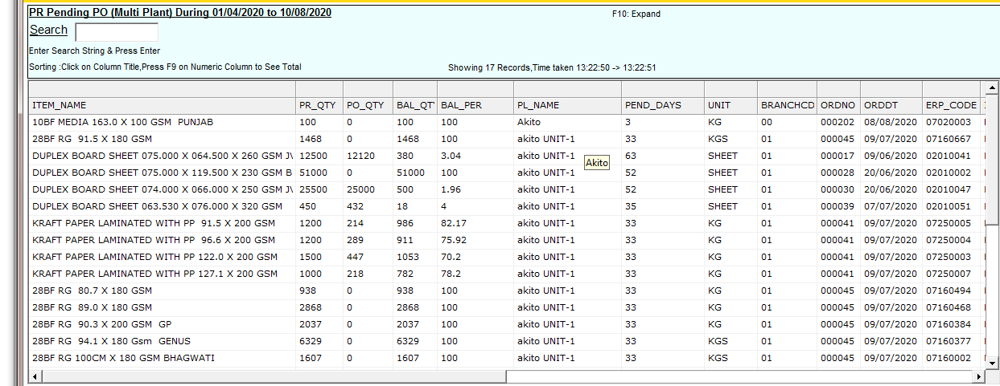 PR Pending PO (Multi Plant) During 01/04/2020 to 10/08/2020 F10: Expand
Search
Enter Search String & Press Enter
Sorting :Click on Column Title,Press F9 on Numeric Column to See Total Showing 17 Records,Time taken 13:22:50 -> 13:22:51
ITEM_NAME PR_QTY PO_QTY BAL_QTY BAL_PER PL_NAME PEND_DAYS UNIT BRANCHCD ORDNO ORDDT ERP_CODE
10BF MEDIA 163.0 X 100 GSM PUNJAB 100 0 100 100 Akito 3 KG 00 000202 08/08/2020 07020003
28BF RG 91.5 X 180 GSM 1468 0 1468 100 akito UNIT-1 33 KGS 01 000045 09/07/2020 07160667
DUPLEX BOARD SHEET 075.000 X 064.500 X 260 GSM 12500 12120 380 3.04 akito UNIT-1 63 SHEET 01 000017 09/06/2020 02010041
Akito
DUPLEX BOARD SHEET 075.000 X 119.500 X 230 GSM B 51000 0 51000 100 akito UNIT-1 52 SHEET 01 000028 20/06/2020 02010002
DUPLEX BOARD SHEET 074.000 X 066.000 X 250 GSM 25500 25000 500 1.96 akito UNIT-1 52 SHEET 01 000030 20/06/2020 02010047
DUPLEX BOARD SHEET 063.530 X 076.000 X 320 GSM 450 432 18 4 akito UNIT-1 35 SHEET 01 000039 07/07/2020 02010051
KRAFT PAPER LAMINATED WITH PP 91.5 X 200 GSM 1200 214 986 82.17 akito UNIT-1 33 KG 01 000041 09/07/2020 07250005
KRAFT PAPER LAMINATED WITH PP 96.6 X 200 GSM 1200 289 911 75.92 akito UNIT-1 33 KG 01 000041 09/07/2020 07250004
KRAFT PAPER LAMINATED WITH PP 122.0 X 200 GSM 1500 447 1053 70.2 akito UNIT-1 33 KG 01 000041 09/07/2020 07250003
KRAFT PAPER LAMINATED WITH PP 127.1 X 200 GSM 1000 218 782 78.2 akito UNIT-1 33 KG 01 000041 09/07/2020 07250007
28BF RG 80.7 X 180 GSM 938 0 938 100 akito UNIT-1 33 KG 01 000045 09/07/2020 07160494
28BF RG 89.0 X 180 GSM 2868 0 2868 100 akito UNIT-1 33 KG 01 000045 09/07/2020 07160468
28BF RG 90.3 X 200 GSM GP 2037 0 2037 100 akito UNIT-1 33 KG 01 000045 09/07/2020 07160384
28BF RG 94.1 X 180 Gsm GENUS 6329 0 6329 100 akito UNIT-1 33 KGS 01 000045 09/07/2020 07160377
28BF RG 100CM X 180 GSM BHAGWATI 1607 0 1607 100 akito UNIT-1 33 KGS 01 000045 09/07/2020 07160002